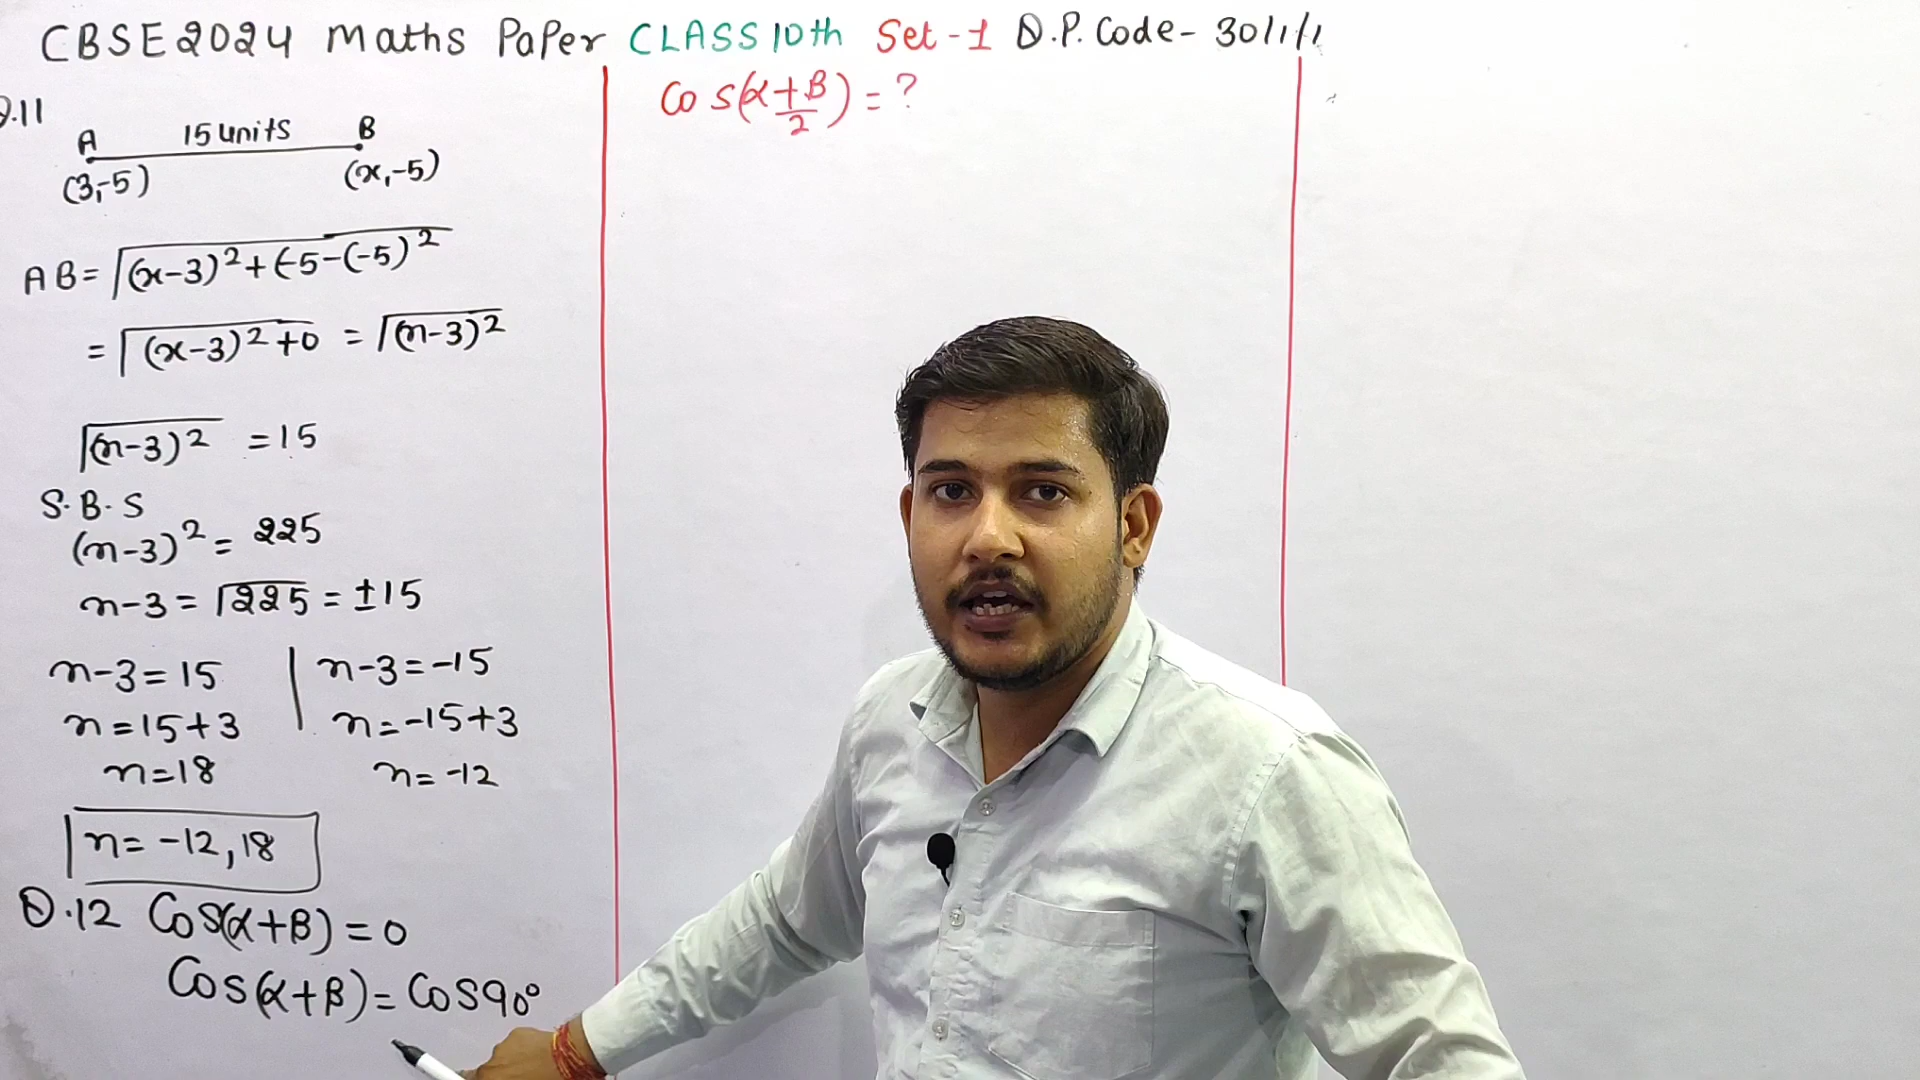 CBSE 2024 Maths Paper CLASS 10th Set-1 Q.P. Code- 30/1/1
Q.11
A 15 units B
(3,-5) (x,-5)
AB = √(x-3)²+(-5-(-5)²
= √(x-3)²+0 = √(x-3)²
√(x-3)² = 15
S.B.S
(x-3)² = 225
x-3 = √225 = ±15
x-3 = 15 | x-3 = -15
x = 15+3 | x = -15+3
x = 18 x = -12
x = -12, 18
Q.12 Cos(α+β) = 0
Cos(α+β) = Cos90°
Cos(α+β/2) = ?